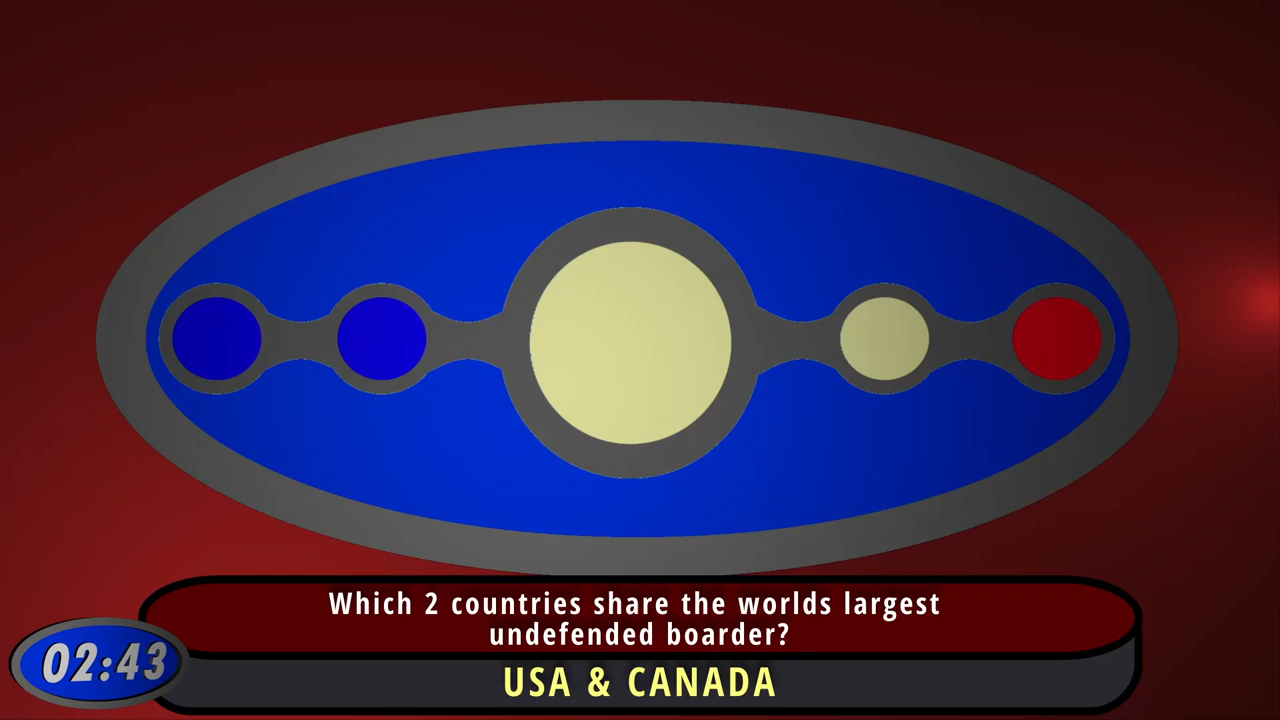 Which 2 countries share the worlds largest
undefended boarder?
02:43
USA & CANADA